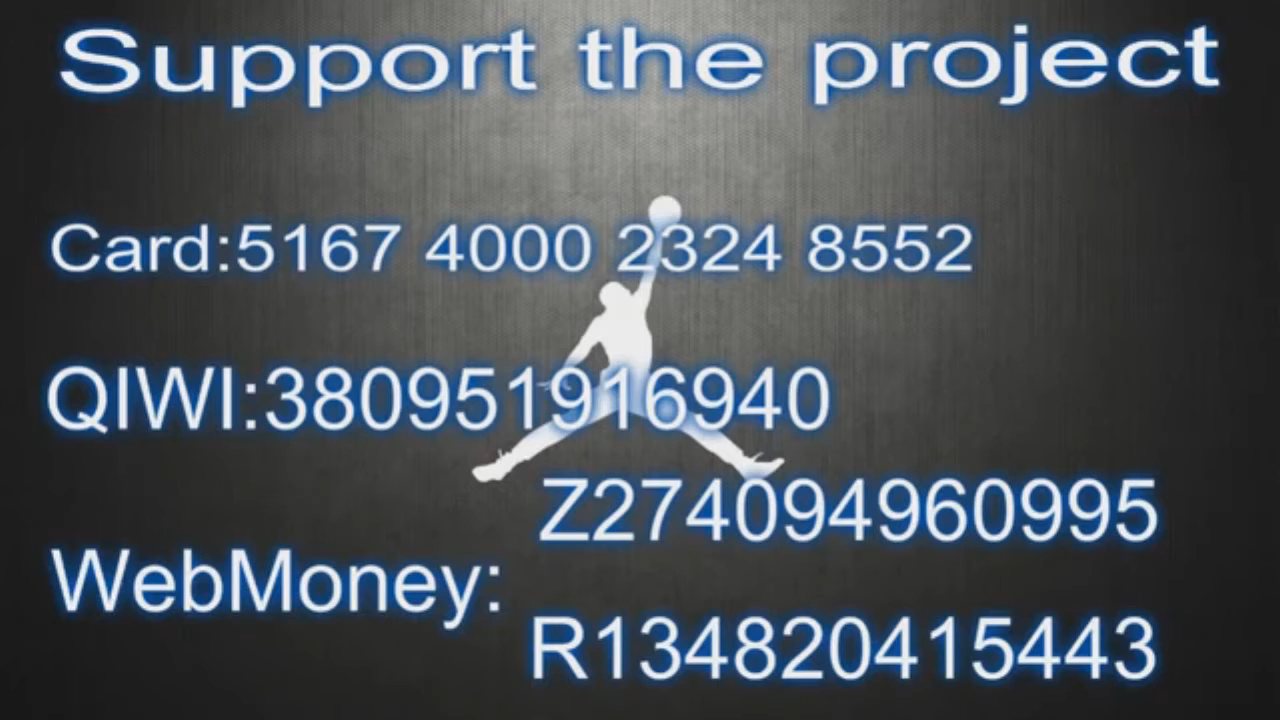 Support the project
Card:5167 4000 2324 8552
QIWI:380951916940
Z274094960995
WebMoney:
R134820415443